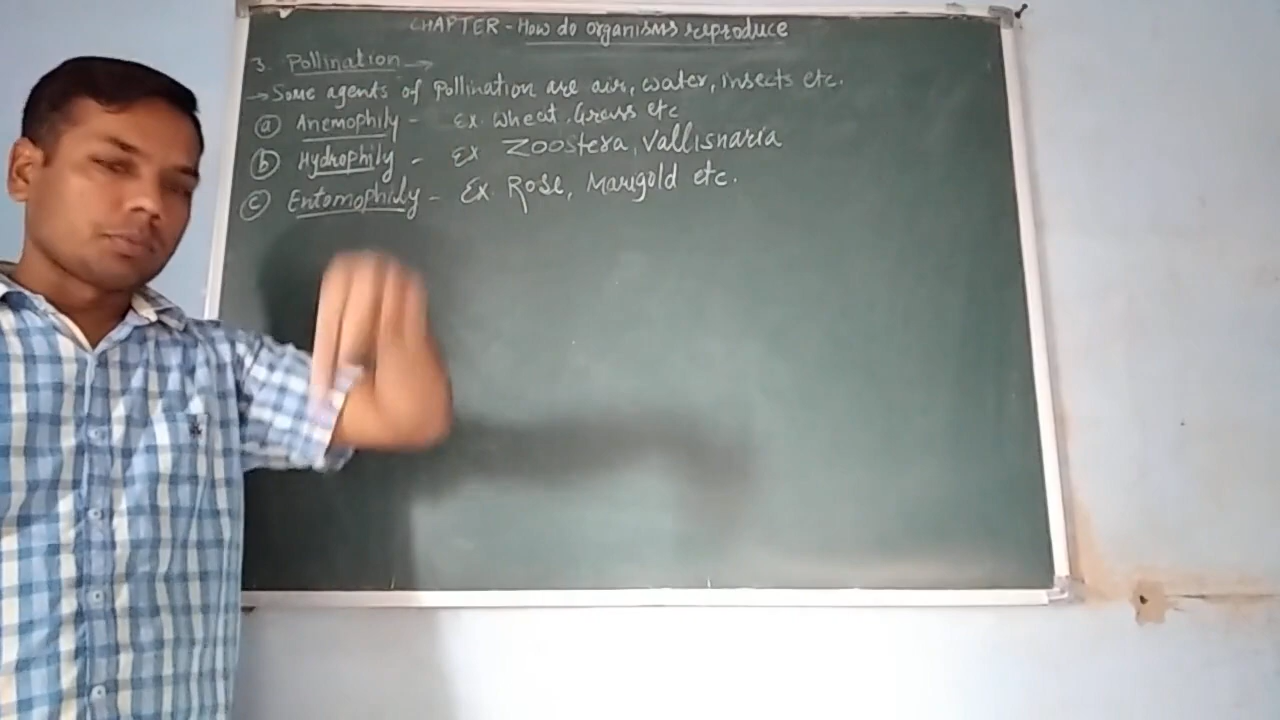 CHAPTER - How do organisms reproduce
3. Pollination →
→ Some agents of pollination are air, water, insects etc.
(a) Anemophily - Ex. wheat, Grass etc
(b) Hydrophily - Ex Zoostera, Vallisnaria
(c) Entomophily - Ex. Rose, Marigold etc.